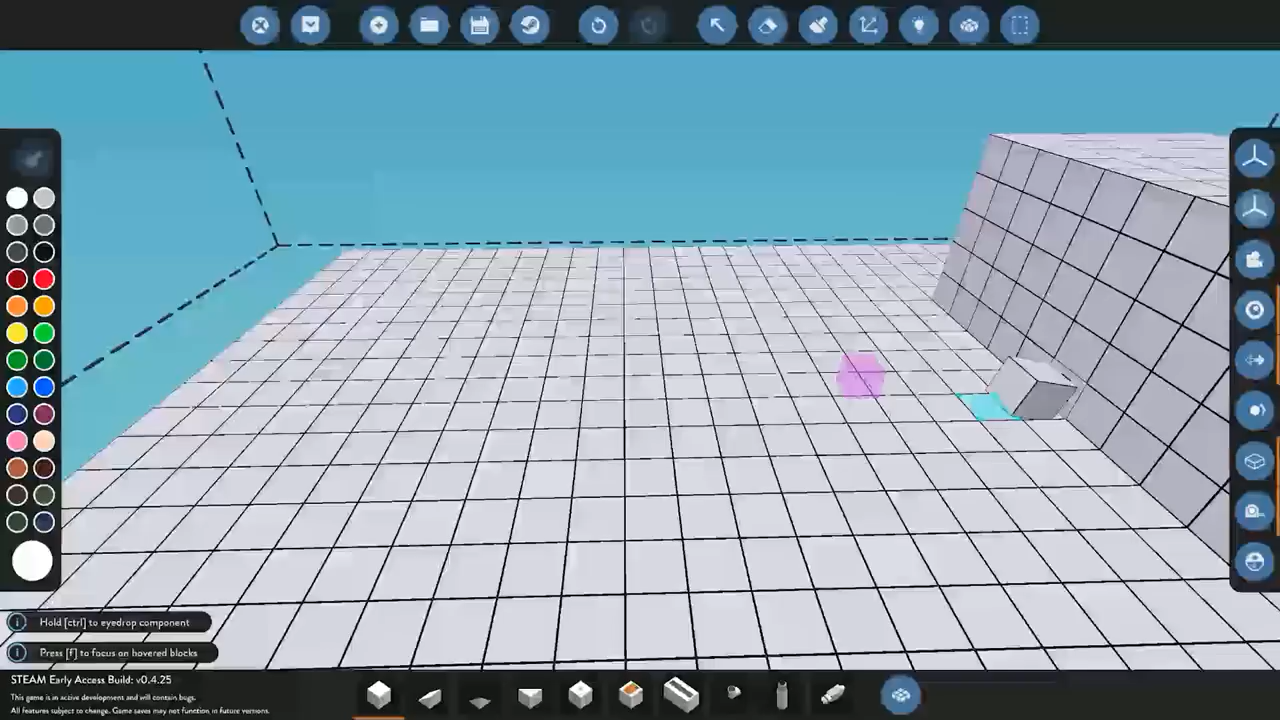 Hold [ctrl] to eyedrop component
Press [f] to focus on hovered blocks
STEAM Early Access Build: v0.4.25
This game is in active development and will contain bugs.
All features subject to change. Game saves may not function in future versions.